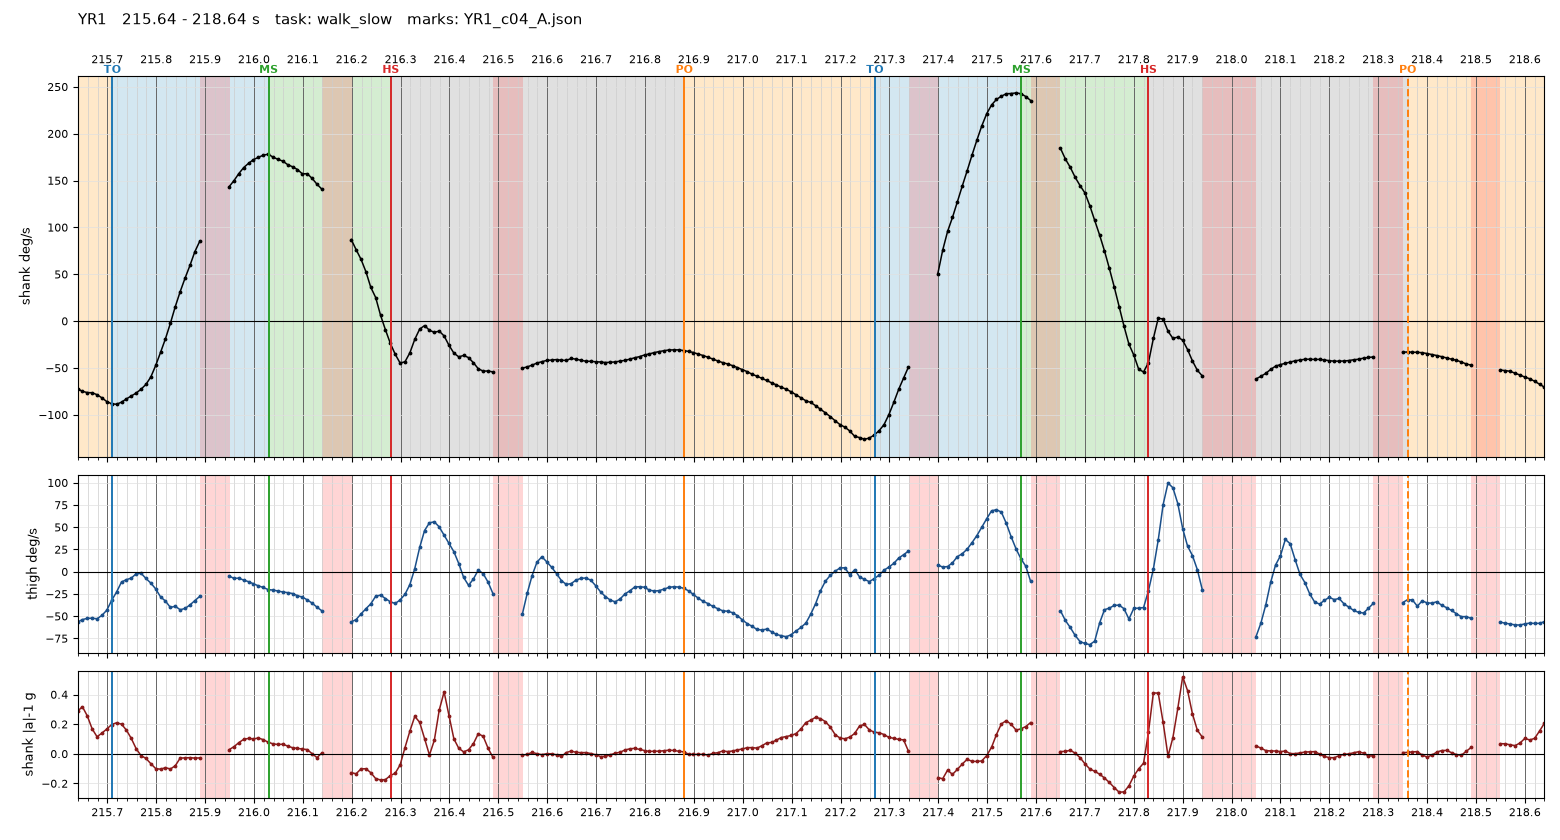 YR1   215.64 - 218.64 s   task: walk_slow   marks: YR1_c04_A.json
215.7 215.8 215.9 216.0 216.1 216.2 216.3 216.4 216.5 216.6 216.7 216.8 216.9 217.0 217.1 217.2 217.3 217.4 217.5 217.6 217.7 217.8 217.9 218.0 218.1 218.2 218.3 218.4 218.5 218.6
TO MS HS PO TO MS HS PO
shank deg/s
250
200
150
100
50
0
−50
−100
thigh deg/s
100
75
50
25
0
−25
−50
−75
shank |a|-1 g
0.4
0.2
0.0
−0.2
215.7 215.8 215.9 216.0 216.1 216.2 216.3 216.4 216.5 216.6 216.7 216.8 216.9 217.0 217.1 217.2 217.3 217.4 217.5 217.6 217.7 217.8 217.9 218.0 218.1 218.2 218.3 218.4 218.5 218.6